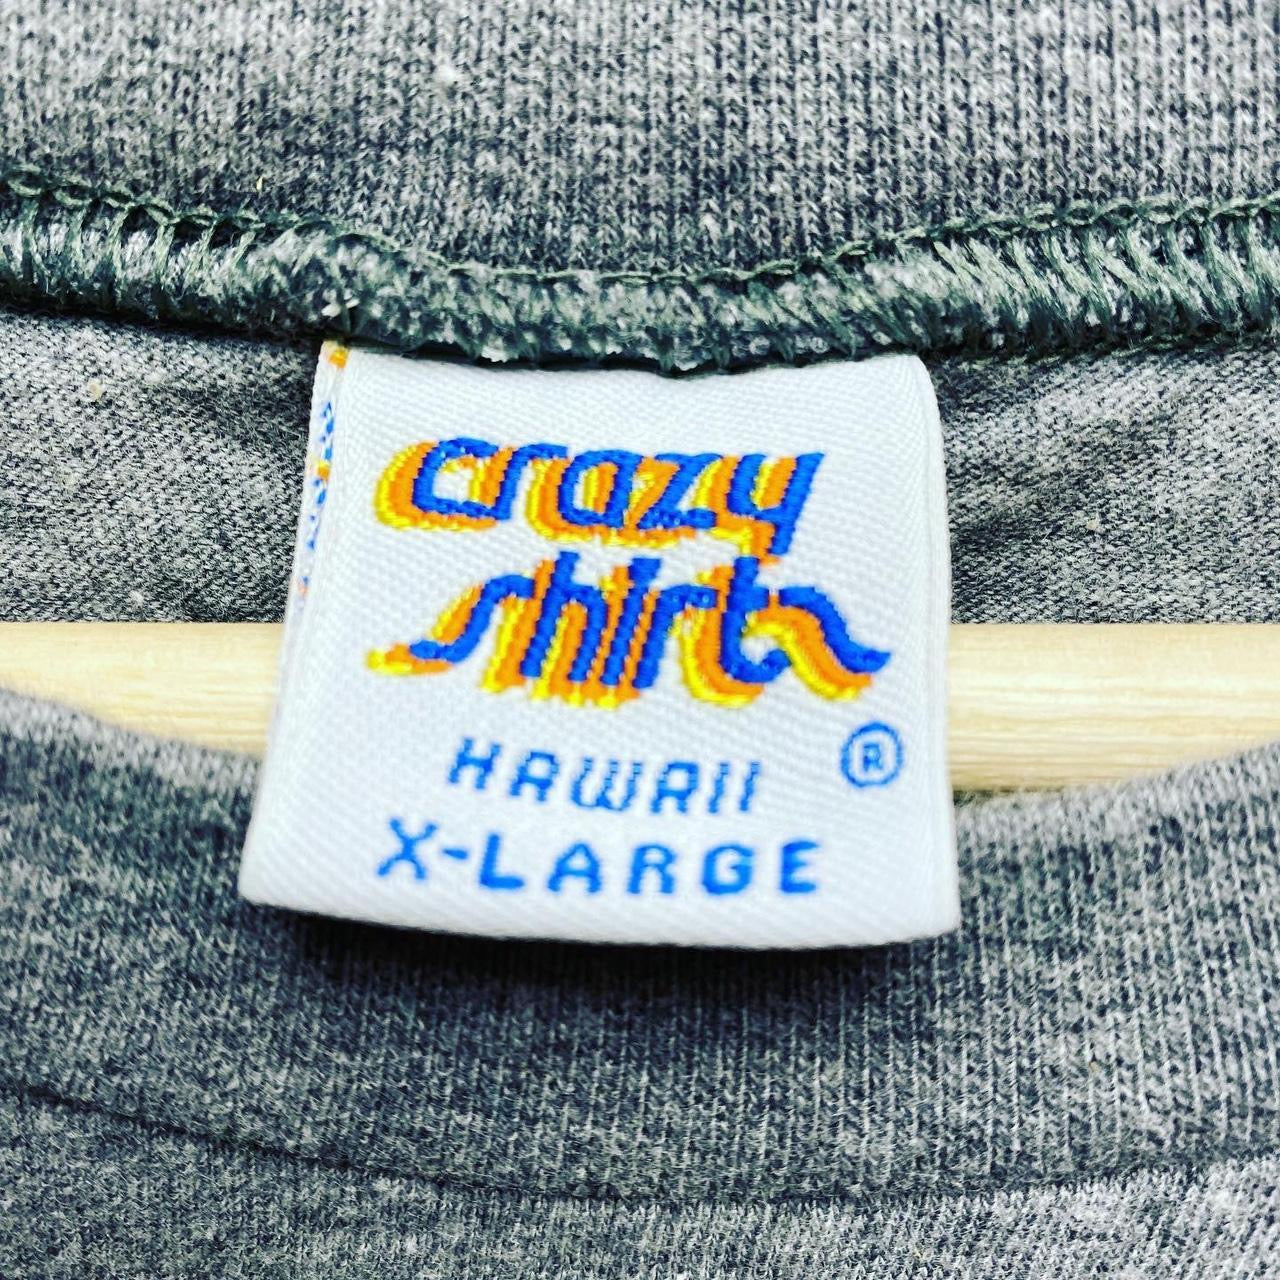 crazy
shirts
HAWAII
®
X-LARGE